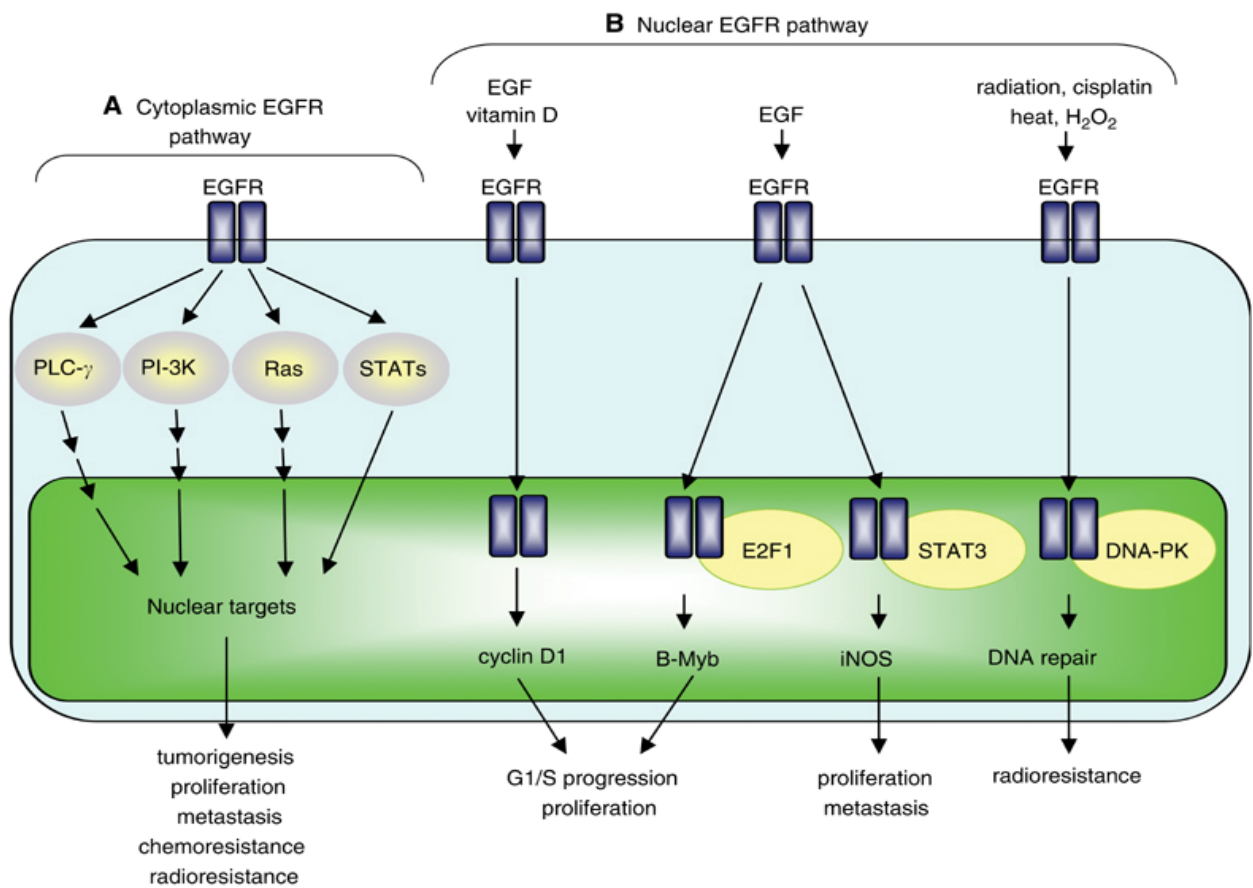 B Nuclear EGFR pathway
A Cytoplasmic EGFR
pathway
EGF
vitamin D
EGF
radiation, cisplatin
heat, H₂O₂
EGFR
EGFR
EGFR
EGFR
PLC-γ
PI-3K
Ras
STATs
E2F1
STAT3
DNA-PK
Nuclear targets
cyclin D1
B-Myb
iNOS
DNA repair
tumorigenesis
proliferation
metastasis
chemoresistance
radioresistance
G1/S progression
proliferation
proliferation
metastasis
radioresistance